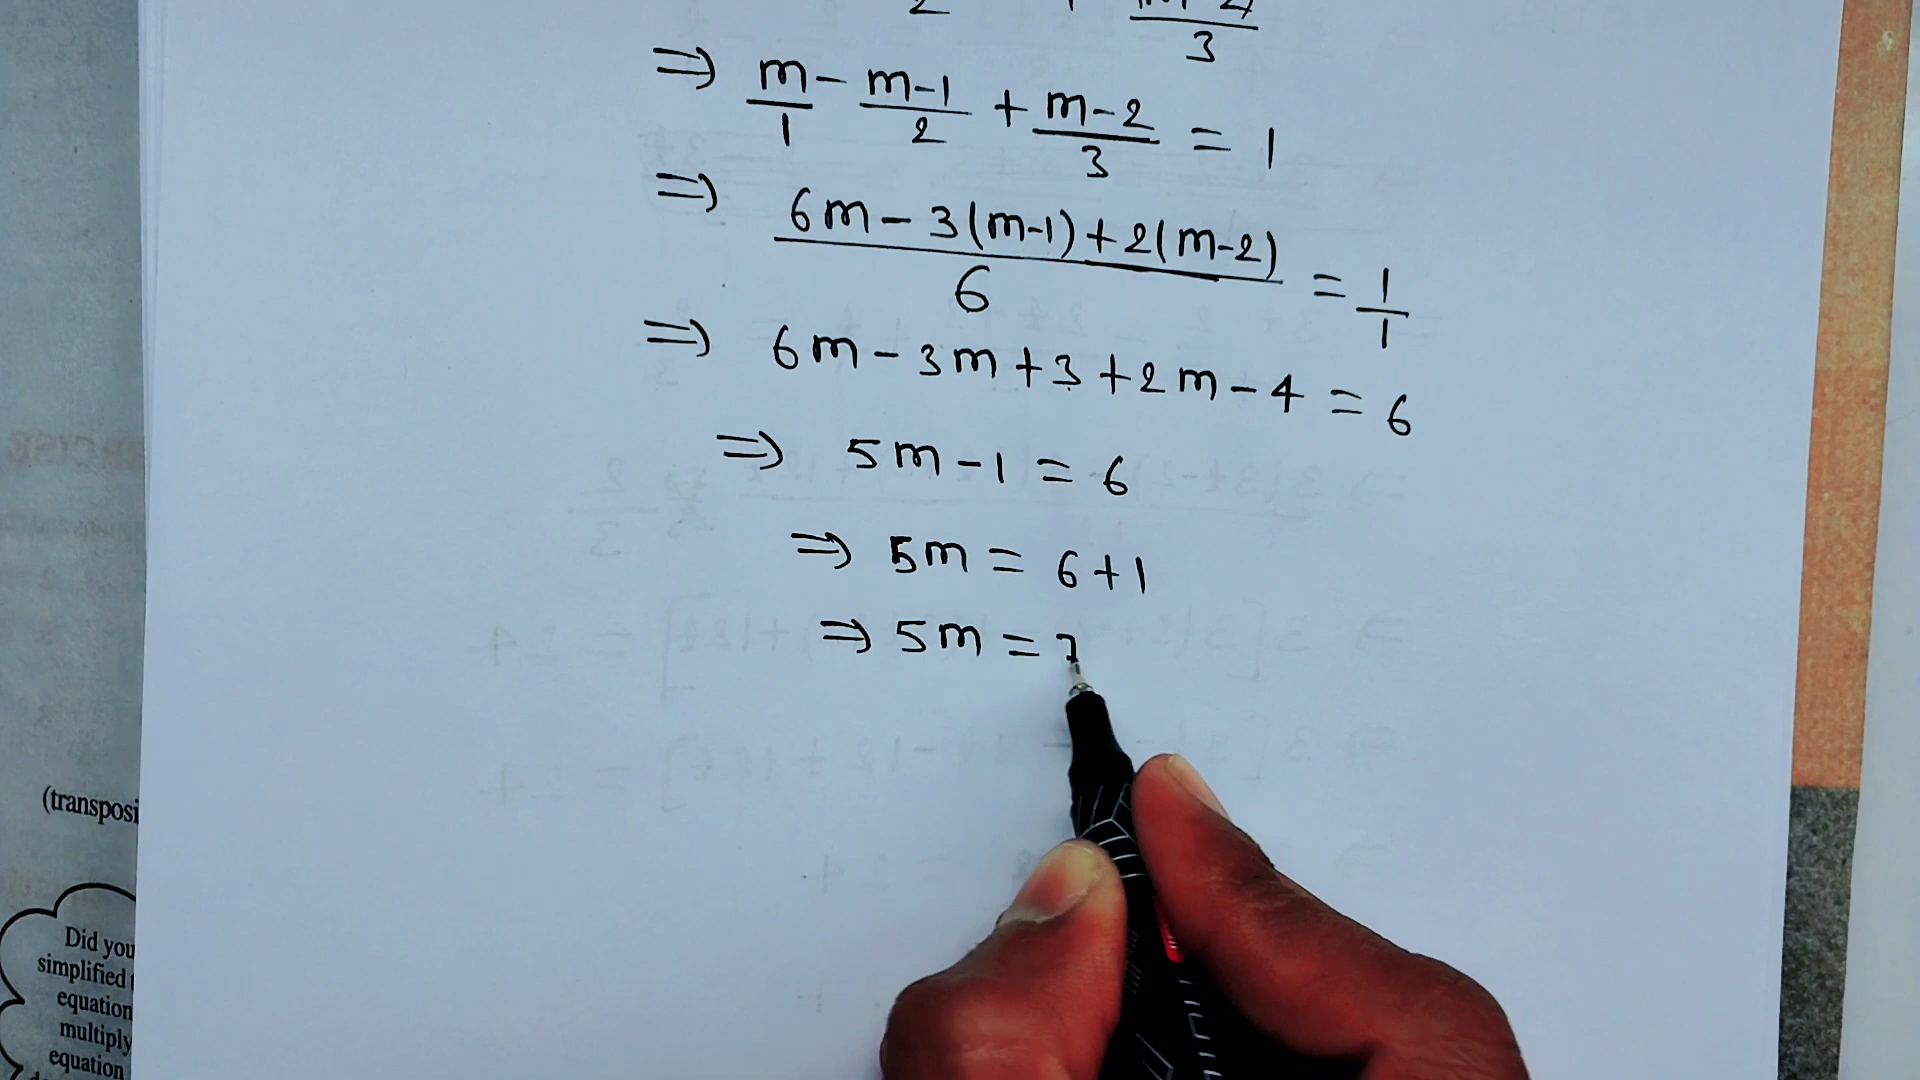 2
3
⇒ m/1 - m-1/2 + m-2/3 = 1
⇒ 6m - 3(m-1) + 2(m-2)/6 = 1/1
⇒ 6m - 3m + 3 + 2m - 4 = 6
⇒ 5m - 1 = 6
⇒ 5m = 6 + 1
⇒ 5m = 7
(transposi
Did you
simplified
equation
multiply
equation